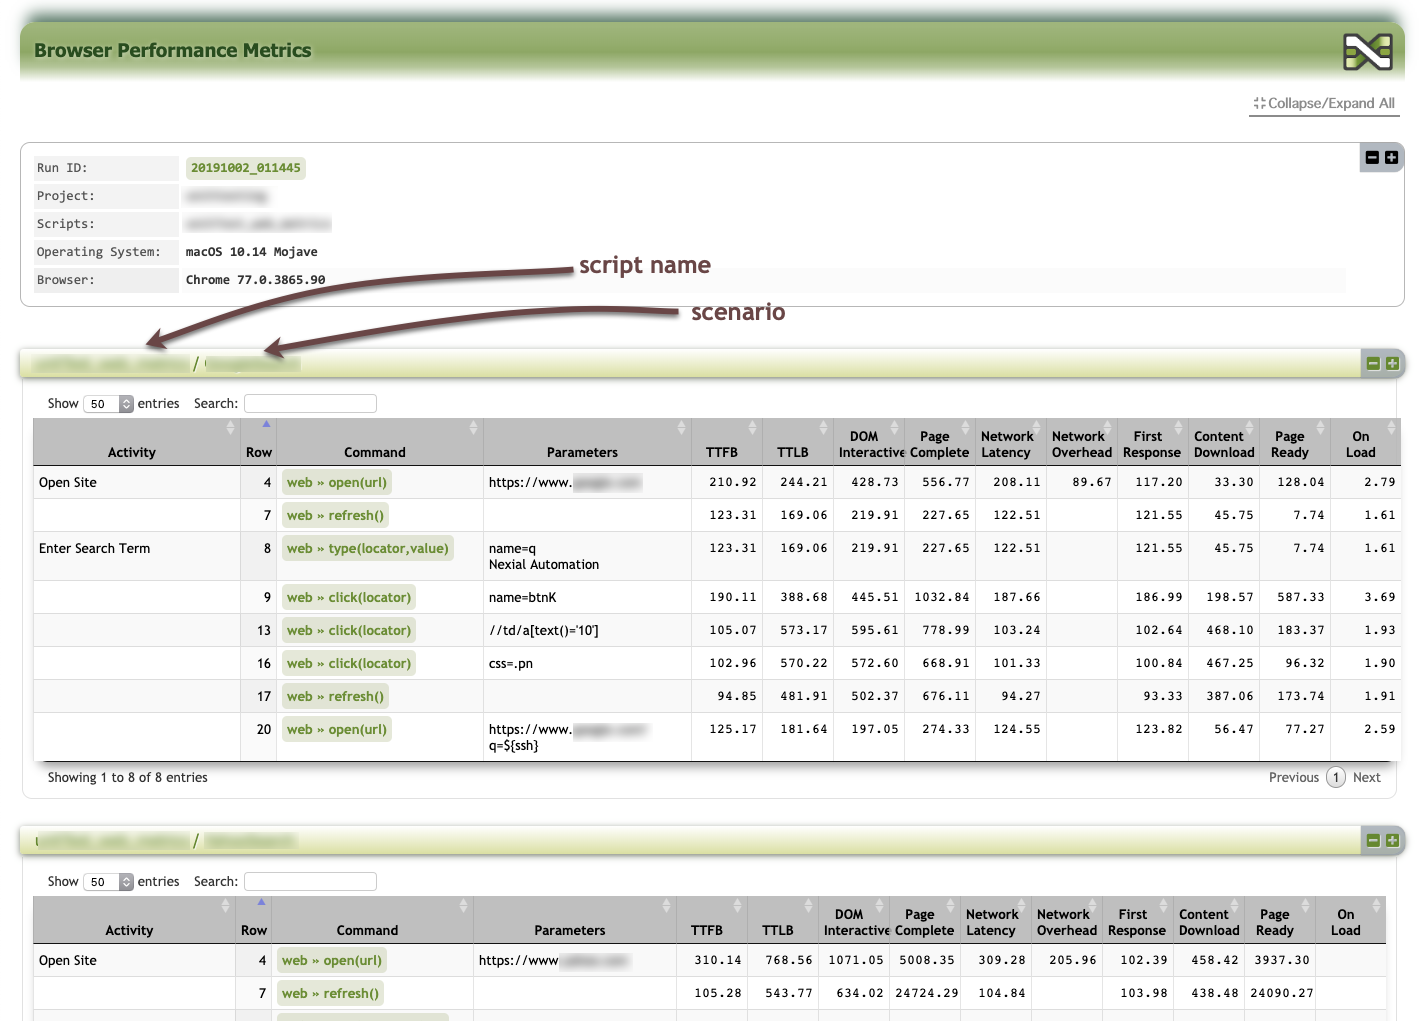 Browser Performance Metrics
Collapse/Expand All
Run ID: 20191002_011445
Project:
Scripts:
Operating System: macOS 10.14 Mojave
Browser: Chrome 77.0.3865.90
script name
scenario
/
Show 50 entries Search:
Activity Row Command Parameters TTFB TTLB DOM Interactive Page Complete Network Latency Network Overhead First Response Content Download Page Ready On Load
Open Site 4 web » open(url) https://www. 210.92 244.21 428.73 556.77 208.11 89.67 117.20 33.30 128.04 2.79
7 web » refresh() 123.31 169.06 219.91 227.65 122.51 121.55 45.75 7.74 1.61
Enter Search Term 8 web » type(locator,value) name=q 123.31 169.06 219.91 227.65 122.51 121.55 45.75 7.74 1.61
Nexial Automation
9 web » click(locator) name=btnK 190.11 388.68 445.51 1032.84 187.66 186.99 198.57 587.33 3.69
13 web » click(locator) //td/a[text()='10'] 105.07 573.17 595.61 778.99 103.24 102.64 468.10 183.37 1.93
16 web » click(locator) css=.pn 102.96 570.22 572.60 668.91 101.33 100.84 467.25 96.32 1.90
17 web » refresh() 94.85 481.91 502.37 676.11 94.27 93.33 387.06 173.74 1.91
20 web » open(url) https://www. 125.17 181.64 197.05 274.33 124.55 123.82 56.47 77.27 2.59
q=${ssh}
Showing 1 to 8 of 8 entries Previous 1 Next
/
Show 50 entries Search:
Activity Row Command Parameters TTFB TTLB DOM Interactive Page Complete Network Latency Network Overhead First Response Content Download Page Ready On Load
Open Site 4 web » open(url) https://www 310.14 768.56 1071.05 5008.35 309.28 205.96 102.39 458.42 3937.30
7 web » refresh() 105.28 543.77 634.02 24724.29 104.84 103.98 438.48 24090.27